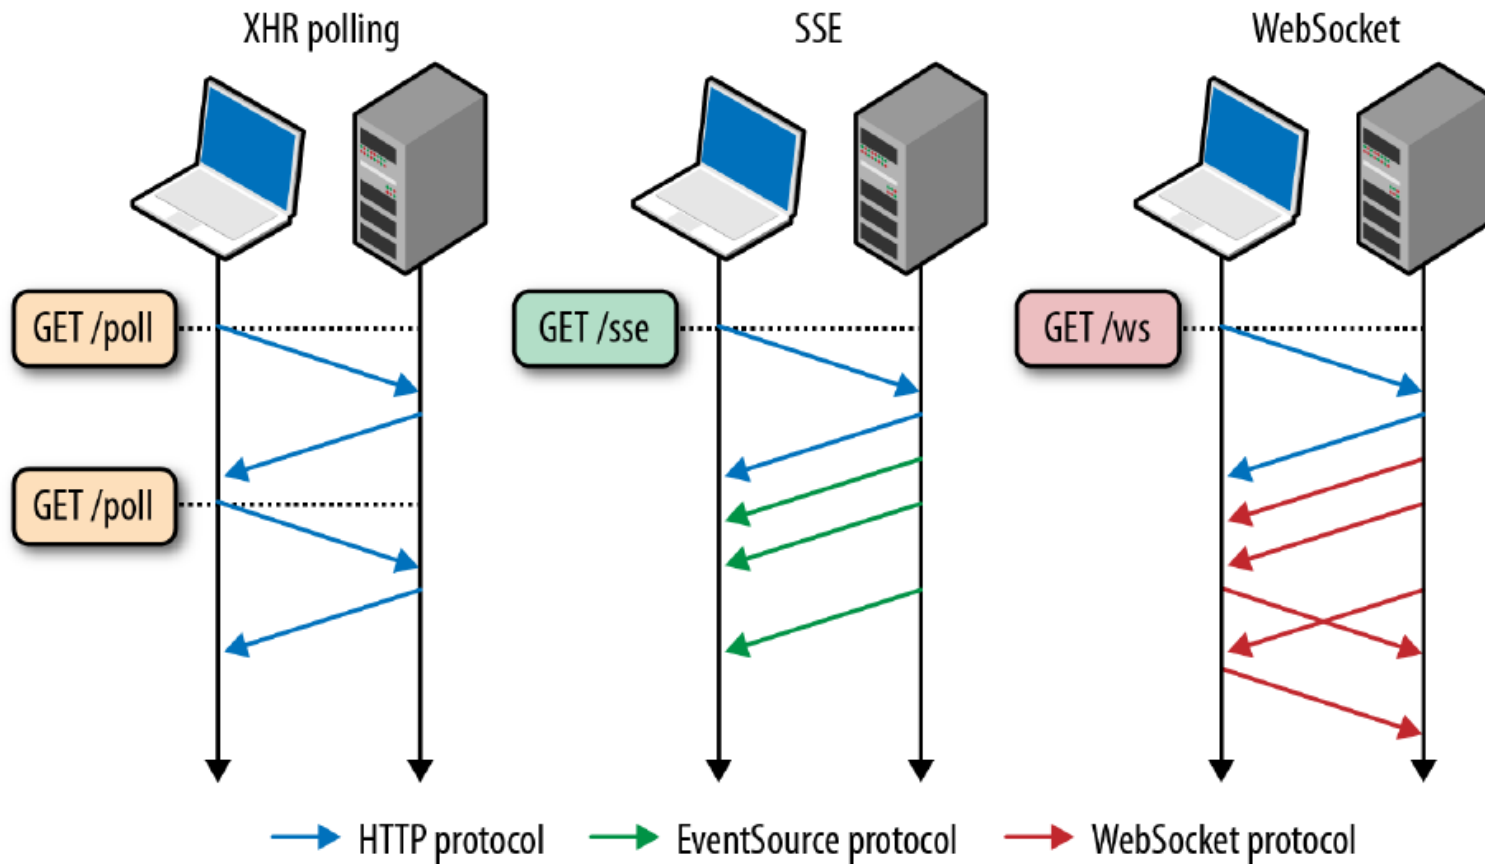 XHR polling
SSE
WebSocket
GET /poll
GET /sse
GET /ws
GET /poll
HTTP protocol
EventSource protocol
WebSocket protocol